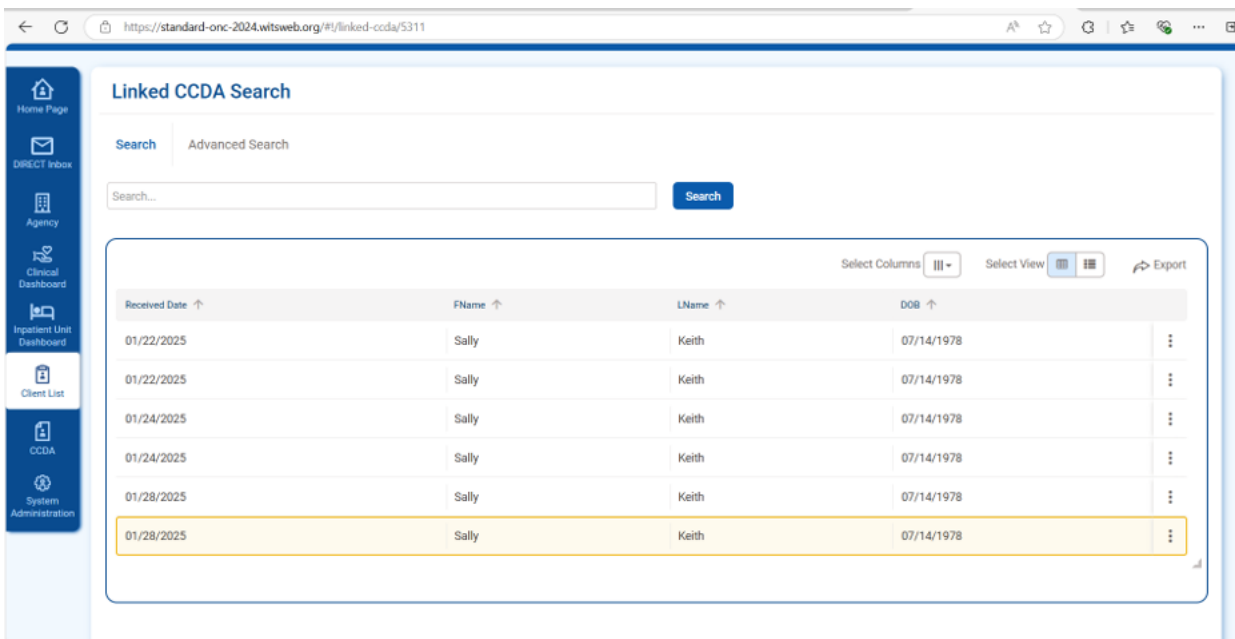 https://standard-onc-2024.witsweb.org/#!/linked-ccda/5311
Home Page
DIRECT Inbox
Agency
Clinical
Dashboard
Inpatient Unit
Dashboard
Client List
CCDA
System
Administration
Linked CCDA Search
Search Advanced Search
Search... Search
Select Columns Select View Export
Received Date FName LName DOB
01/22/2025 Sally Keith 07/14/1978
01/22/2025 Sally Keith 07/14/1978
01/24/2025 Sally Keith 07/14/1978
01/24/2025 Sally Keith 07/14/1978
01/28/2025 Sally Keith 07/14/1978
01/28/2025 Sally Keith 07/14/1978